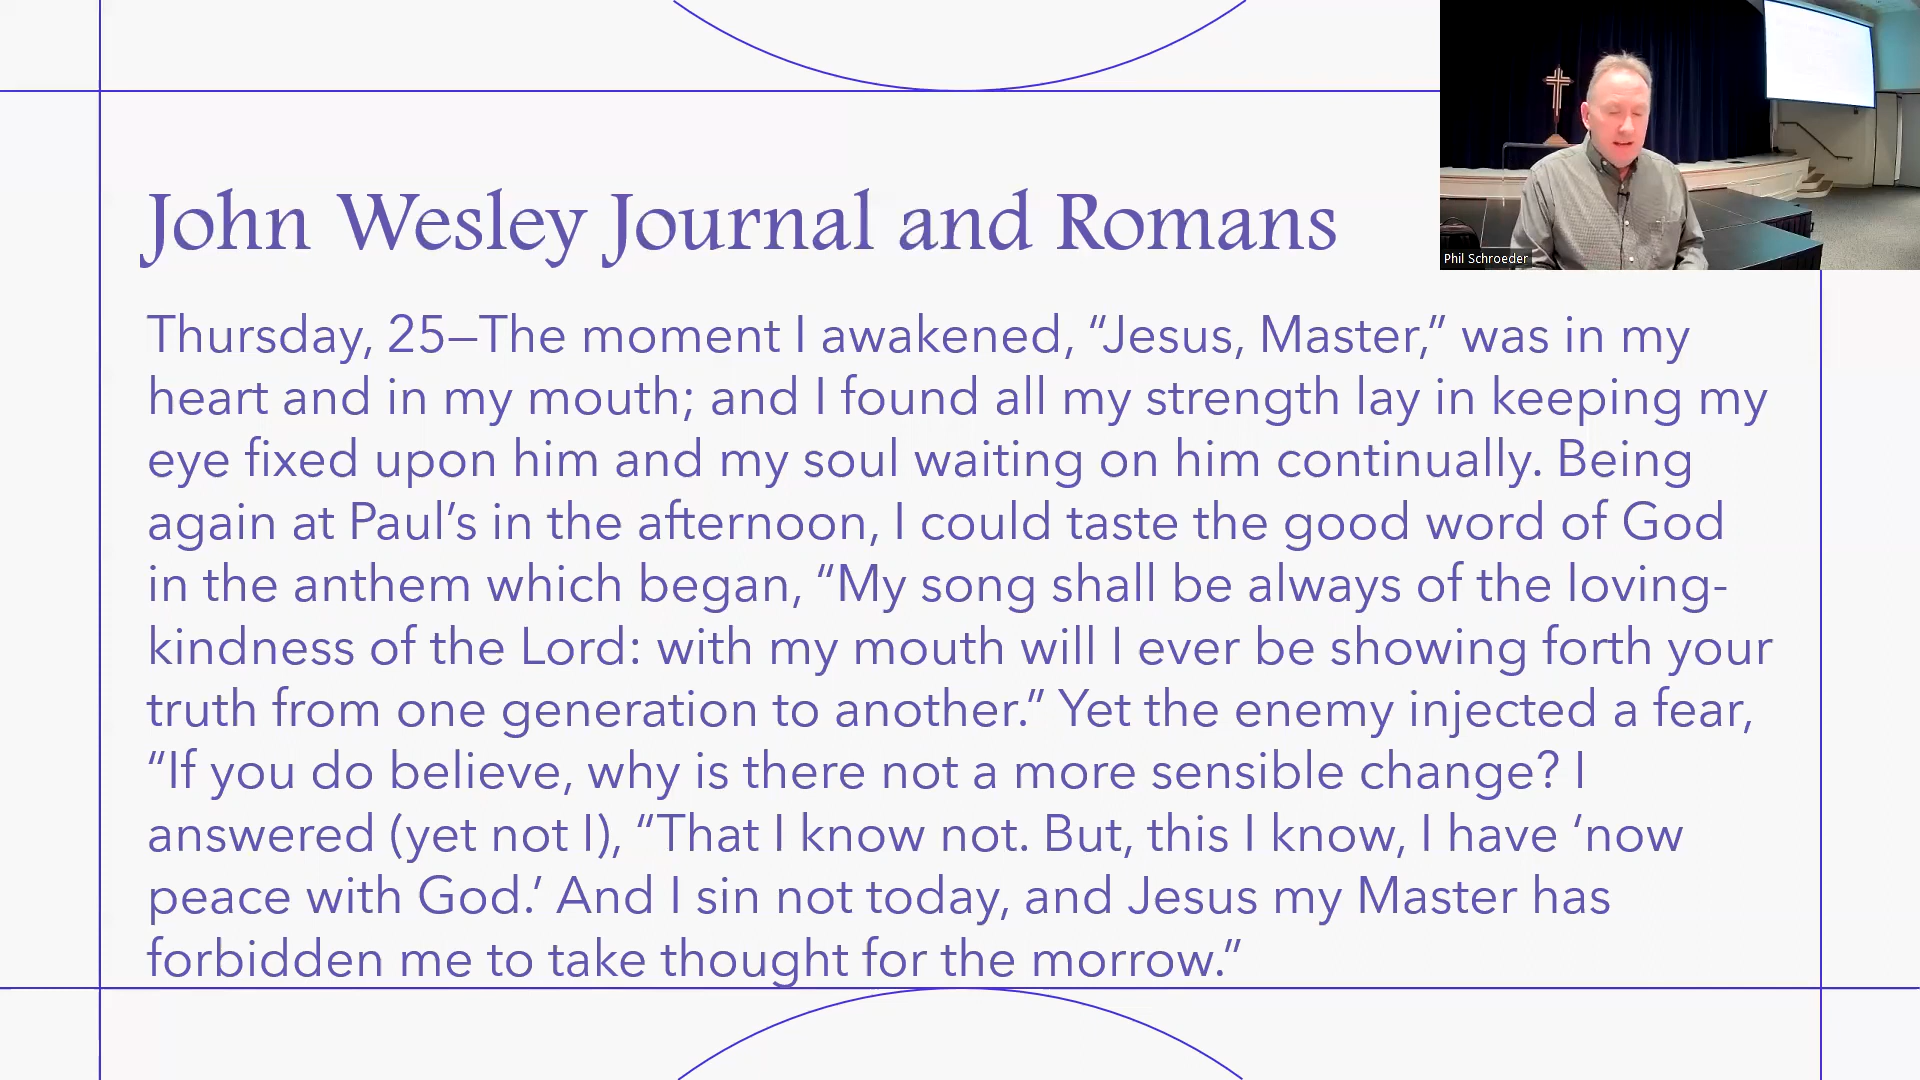 John Wesley Journal and Romans
Phil Schroeder
Thursday, 25—The moment I awakened, “Jesus, Master,” was in my
heart and in my mouth; and I found all my strength lay in keeping my
eye fixed upon him and my soul waiting on him continually. Being
again at Paul’s in the afternoon, I could taste the good word of God
in the anthem which began, “My song shall be always of the loving-
kindness of the Lord: with my mouth will I ever be showing forth your
truth from one generation to another.” Yet the enemy injected a fear,
“If you do believe, why is there not a more sensible change? I
answered (yet not I), “That I know not. But, this I know, I have ‘now
peace with God.’ And I sin not today, and Jesus my Master has
forbidden me to take thought for the morrow.”